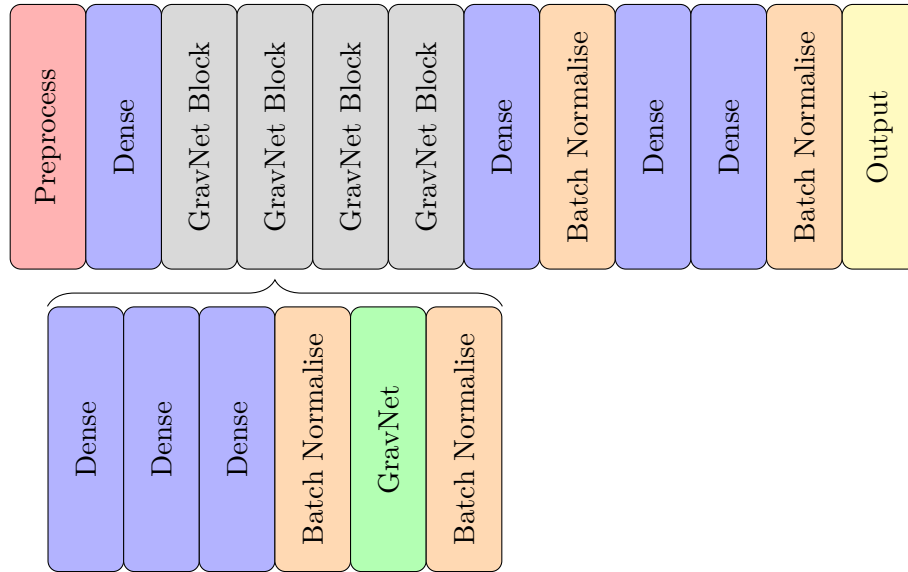 Preprocess
Dense
GravNet Block
GravNet Block
GravNet Block
GravNet Block
Dense
Batch Normalise
Dense
Dense
Batch Normalise
Output
Dense
Dense
Dense
Batch Normalise
GravNet
Batch Normalise